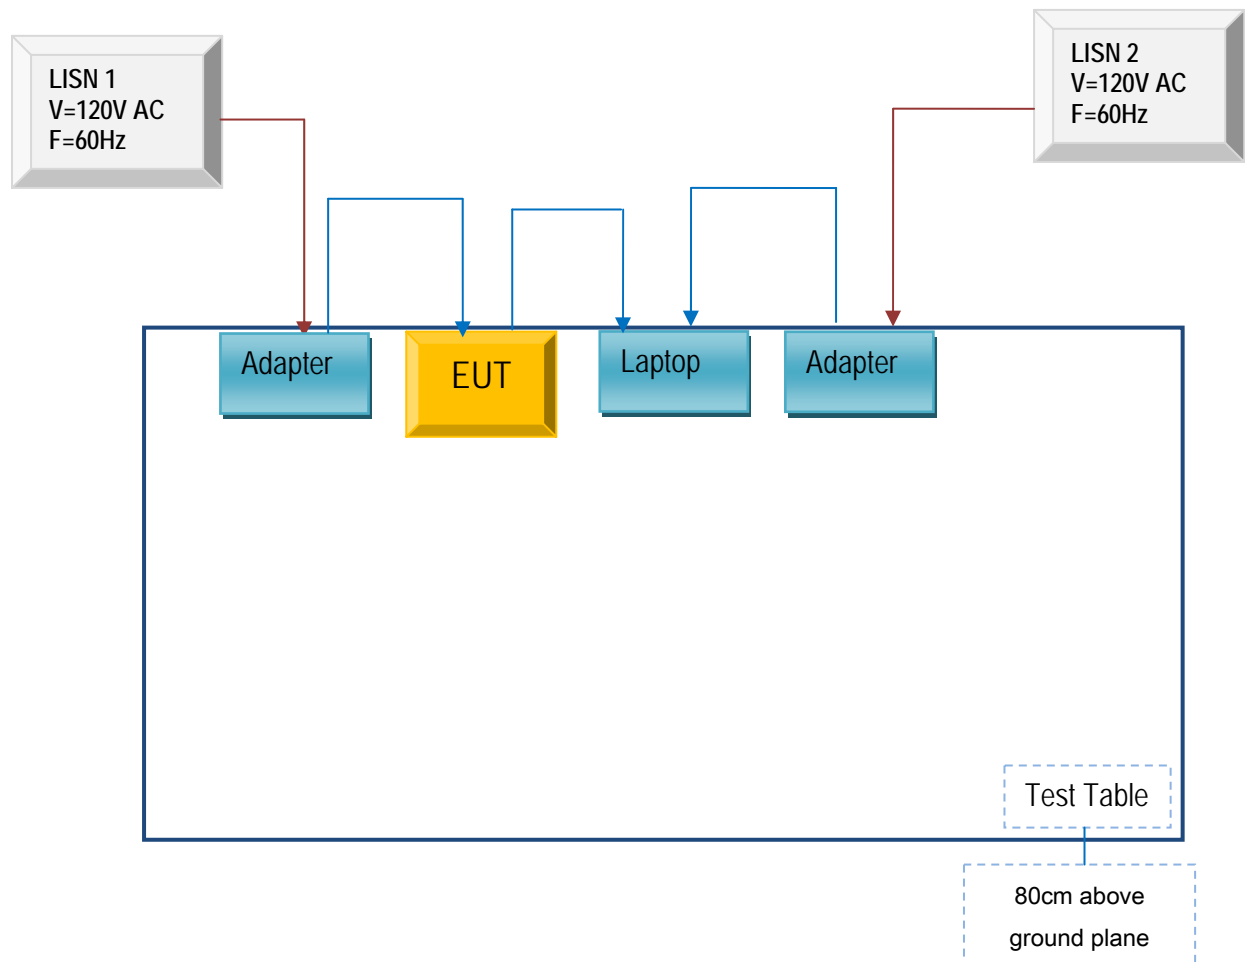 LISN 1
V=120V AC
F=60Hz
LISN 2
V=120V AC
F=60Hz
Adapter
EUT
Laptop
Adapter
Test Table
80cm above
ground plane